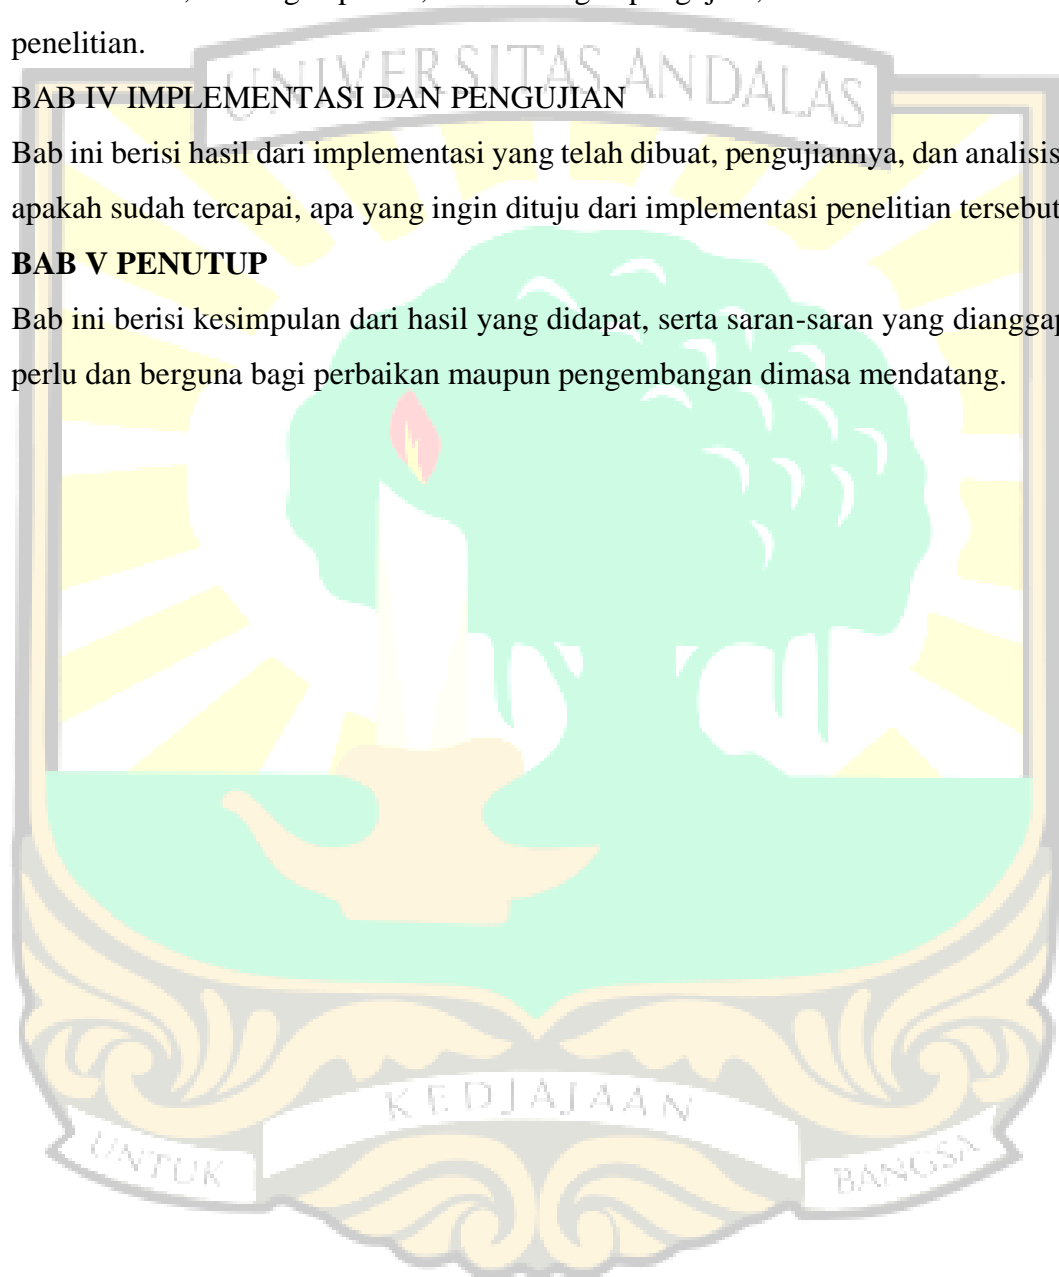 penelitian.
UNIVERSITAS ANDALAS
BAB IV IMPLEMENTASI DAN PENGUJIAN
Bab ini berisi hasil dari implementasi yang telah dibuat, pengujiannya, dan analisis
apakah sudah tercapai, apa yang ingin dituju dari implementasi penelitian tersebut
BAB V PENUTUP
Bab ini berisi kesimpulan dari hasil yang didapat, serta saran-saran yang dianggap
perlu dan berguna bagi perbaikan maupun pengembangan dimasa mendatang.
KEDJAJAAN
UNTUK
BANGSA